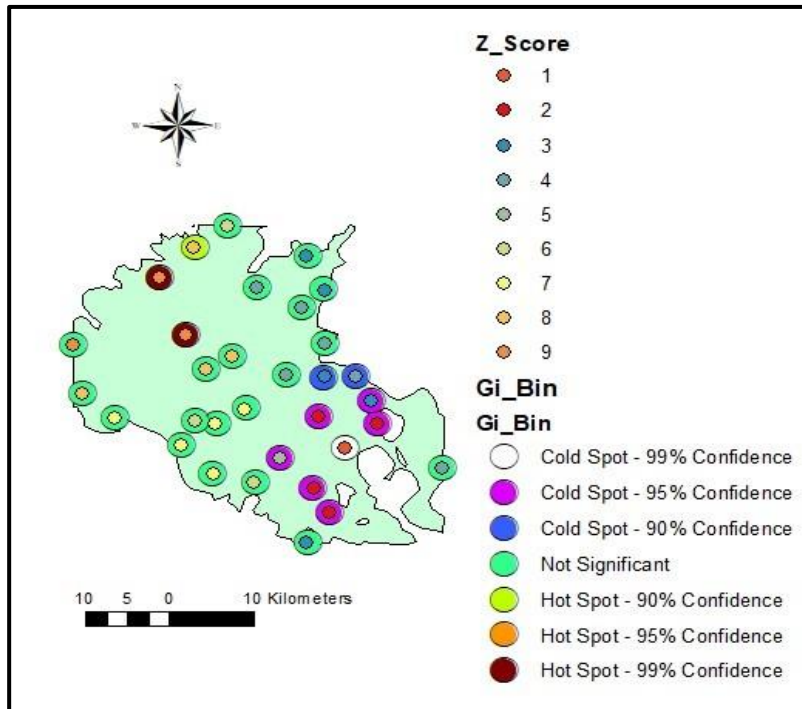 Z_Score
1
2
3
4
5
6
7
8
9
N
W E
S
Gi_Bin
Gi_Bin
Cold Spot - 99% Confidence
Cold Spot - 95% Confidence
Cold Spot - 90% Confidence
Not Significant
Hot Spot - 90% Confidence
Hot Spot - 95% Confidence
Hot Spot - 99% Confidence
10 5 0 10 Kilometers